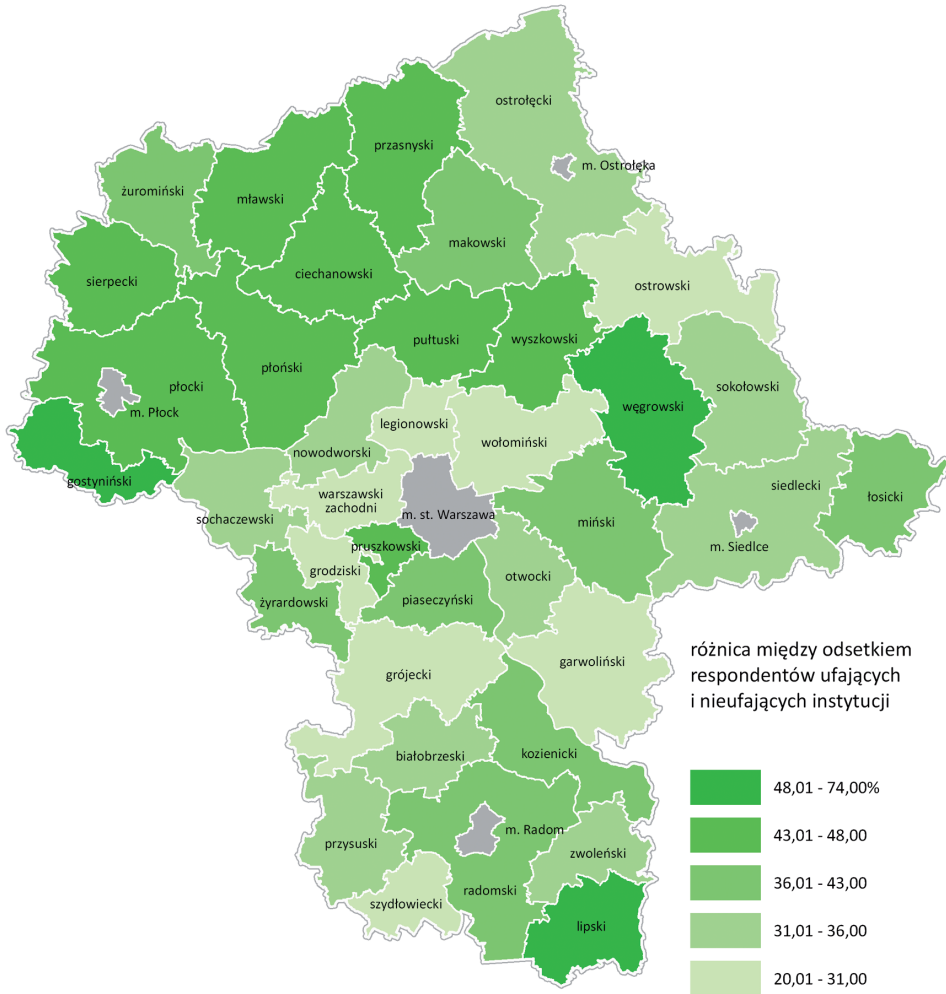 ostrołęcki
przasnyski
m. Ostrołęka
żuromiński
mławski
makowski
ciechanowski
sierpecki
ostrowski
pułtuski
wyszkowski
płocki
płoński
sokołowski
węgrowski
m. Płock
legionowski
wołomiński
nowodworski
gostyniński
siedlecki
warszawski
zachodni
łosicki
m. st. Warszawa
sochaczewski
miński
pruszkowski
m. Siedlce
otwocki
grodziski
żyrardowski
piaseczyński
różnica między odsetkiem
respondentów ufających
i nieufających instytucji
garwoliński
grójecki
białobrzeski
kozienicki
48,01 - 74,00%
m. Radom
43,01 - 48,00
przysuski
zwoleński
36,01 - 43,00
radomski
szydłowiecki
lipski
31,01 - 36,00
20,01 - 31,00